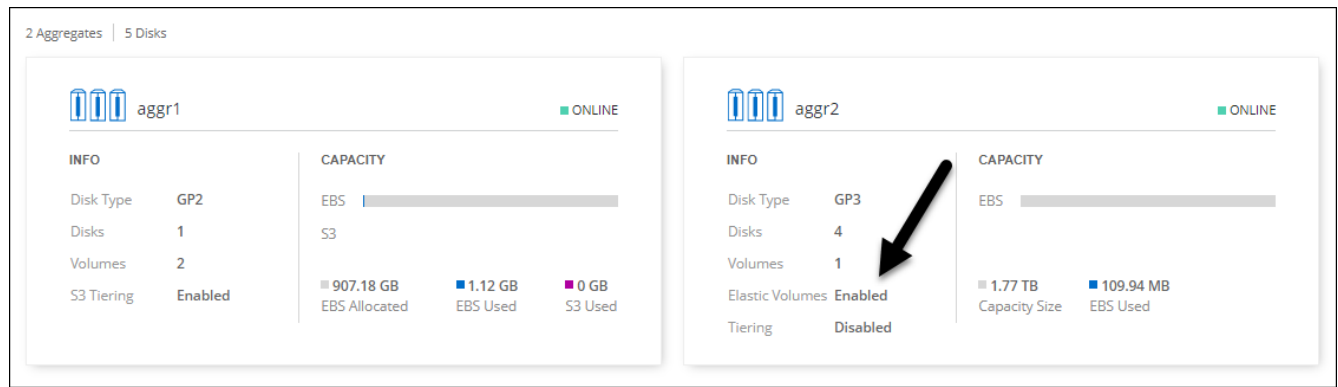 2 Aggregates | 5 Disks
aggr1
ONLINE
INFO
Disk Type GP2
Disks 1
Volumes 2
S3 Tiering Enabled
CAPACITY
EBS
S3
907.18 GB
EBS Allocated
1.12 GB
EBS Used
0 GB
S3 Used
aggr2
ONLINE
INFO
Disk Type GP3
Disks 4
Volumes 1
Elastic Volumes Enabled
Tiering Disabled
CAPACITY
EBS
1.77 TB
Capacity Size
109.94 MB
EBS Used